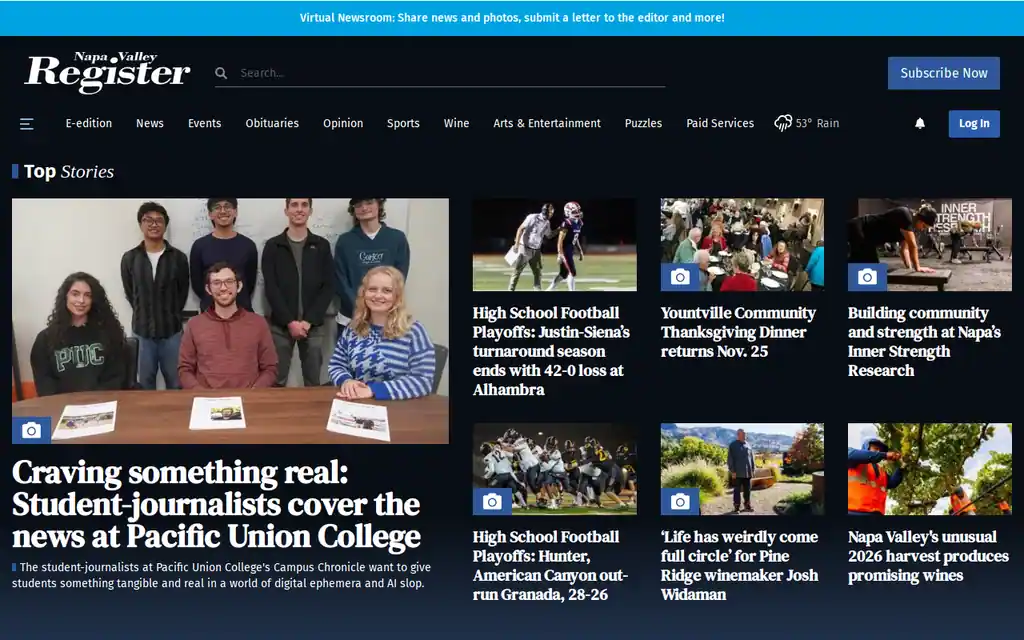 Virtual Newsroom: Share news and photos, submit a letter to the editor and more!
Napa Valley
Register
Search...
Subscribe Now
E-edition
News
Events
Obituaries
Opinion
Sports
Wine
Arts & Entertainment
Puzzles
Paid Services
53° Rain
Log In
Top Stories
PUC
Craving something real:
Student-journalists cover the
news at Pacific Union College
The student-journalists at Pacific Union College's Campus Chronicle want to give
students something tangible and real in a world of digital ephemera and AI slop.
High School Football
Playoffs: Justin-Siena's
turnaround season
ends with 42-0 loss at
Alhambra
Yountville Community
Thanksgiving Dinner
returns Nov. 25
INNER
STRENGTH
RESEARCH
Building community
and strength at Napa's
Inner Strength
Research
High School Football
Playoffs: Hunter,
American Canyon out-
run Granada, 28-26
‘Life has weirdly come
full circle’ for Pine
Ridge winemaker Josh
Widaman
Napa Valley's unusual
2026 harvest produces
promising wines